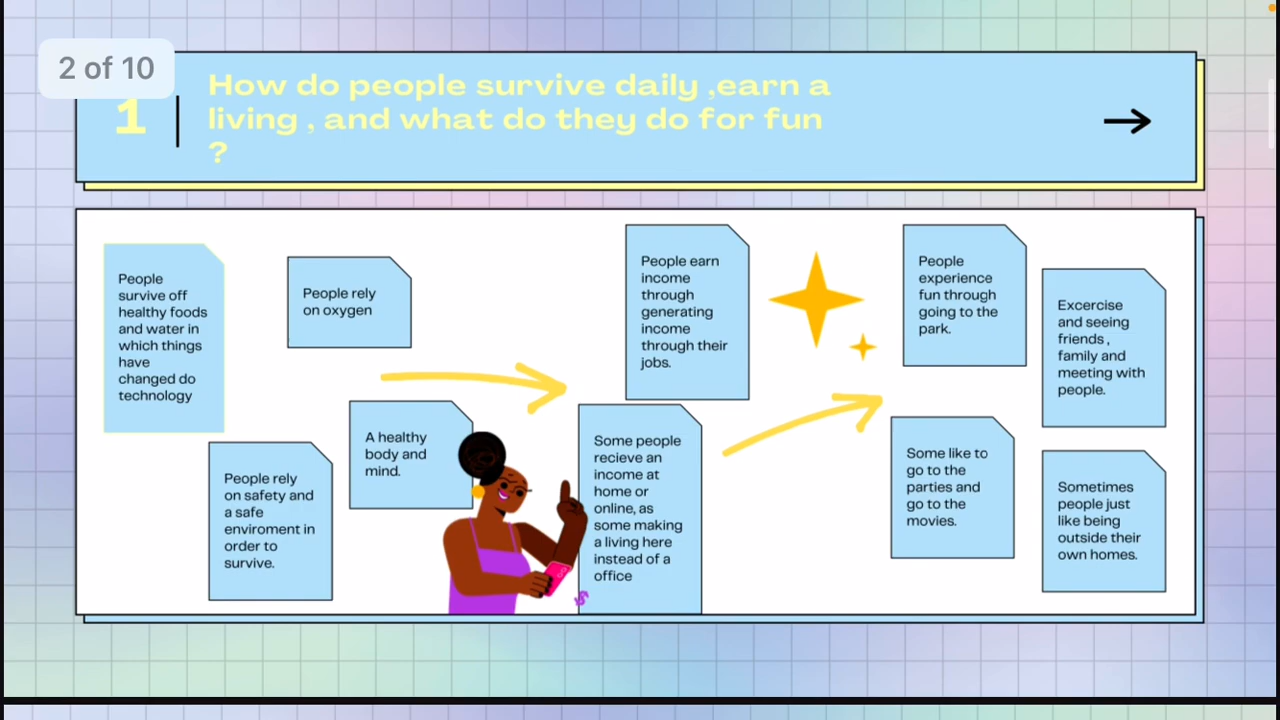 2 of 10
1
How do people survive daily ,earn a
living , and what do they do for fun
?
People
survive off
healthy foods
and water in
which things
have
changed do
technology
People rely
on oxygen
People rely
on safety and
a safe
enviroment in
order to
survive.
A healthy
body and
mind.
People earn
income
through
generating
income
through their
jobs.
Some people
recieve an
income at
home or
online, as
some making
a living here
instead of a
office
People
experience
fun through
going to the
park.
Excercise
and seeing
friends ,
family and
meeting with
people.
Some like to
go to the
parties and
go to the
movies.
Sometimes
people just
like being
outside their
own homes.